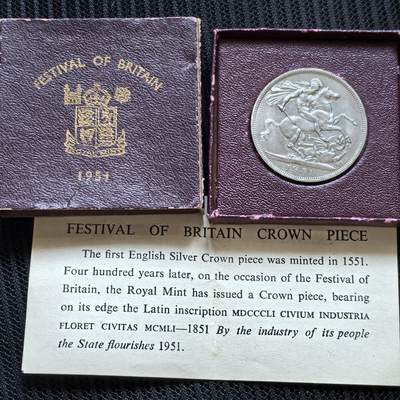 FESTIVAL OF BRITAIN
1951
1951
FESTIVAL OF BRITAIN CROWN PIECE
The first English Silver Crown piece was minted in 1551.
Four hundred years later, on the occasion of the Festival of
Britain, the Royal Mint has issued a Crown piece, bearing
on its edge the Latin inscription MDCCCLI CIVIUM INDUSTRIA
FLORET CIVITAS MCMLI—1851 By the industry of its people
the State flourishes 1951.